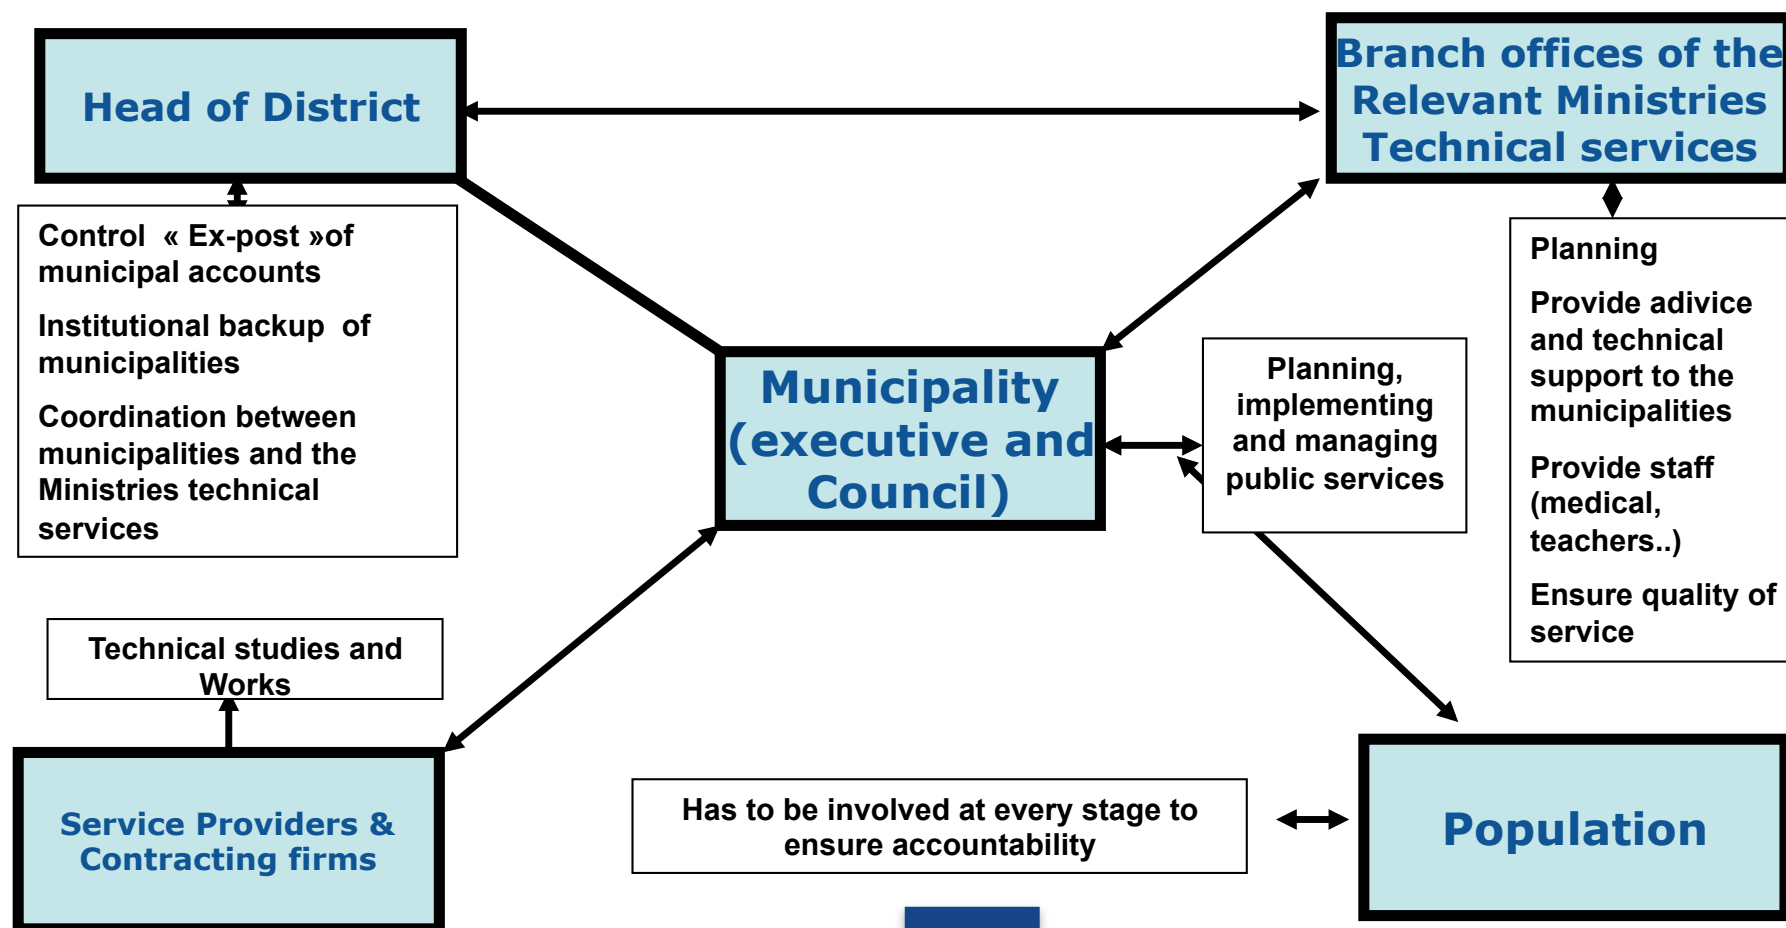 Head of District
Branch offices of the
Relevant Ministries
Technical services
Control « Ex-post »of
municipal accounts
Institutional backup of
municipalities
Coordination between
municipalities and the
Ministries technical
services
Planning
Provide adivice
and technical
support to the
municipalities
Provide staff
(medical,
teachers..)
Ensure quality of
service
Municipality
(executive and
Council)
Planning,
implementing
and managing
public services
Technical studies and
Works
Service Providers &
Contracting firms
Has to be involved at every stage to
ensure accountability
Population